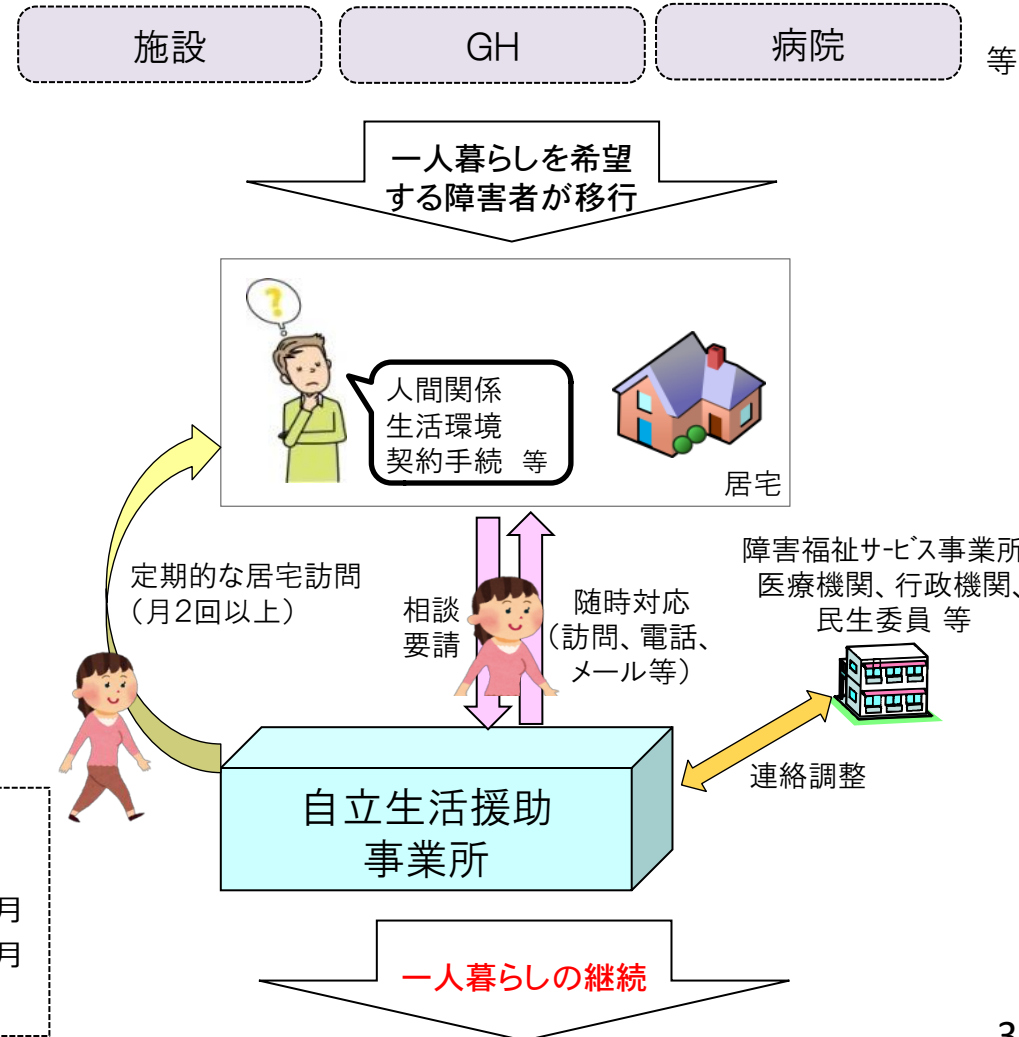 施設
GH
病院
等
一人暮らしを希望
する障害者が移行
?
人間関係
生活環境
契約手続 等
居宅
定期的な居宅訪問
(月2回以上)
相談
要請
随時対応
(訪問、電話、
メール等)
障害福祉サービス事業所
医療機関、行政機関、
民生委員 等
連絡調整
自立生活援助
事業所
月
月
一人暮らしの継続
3